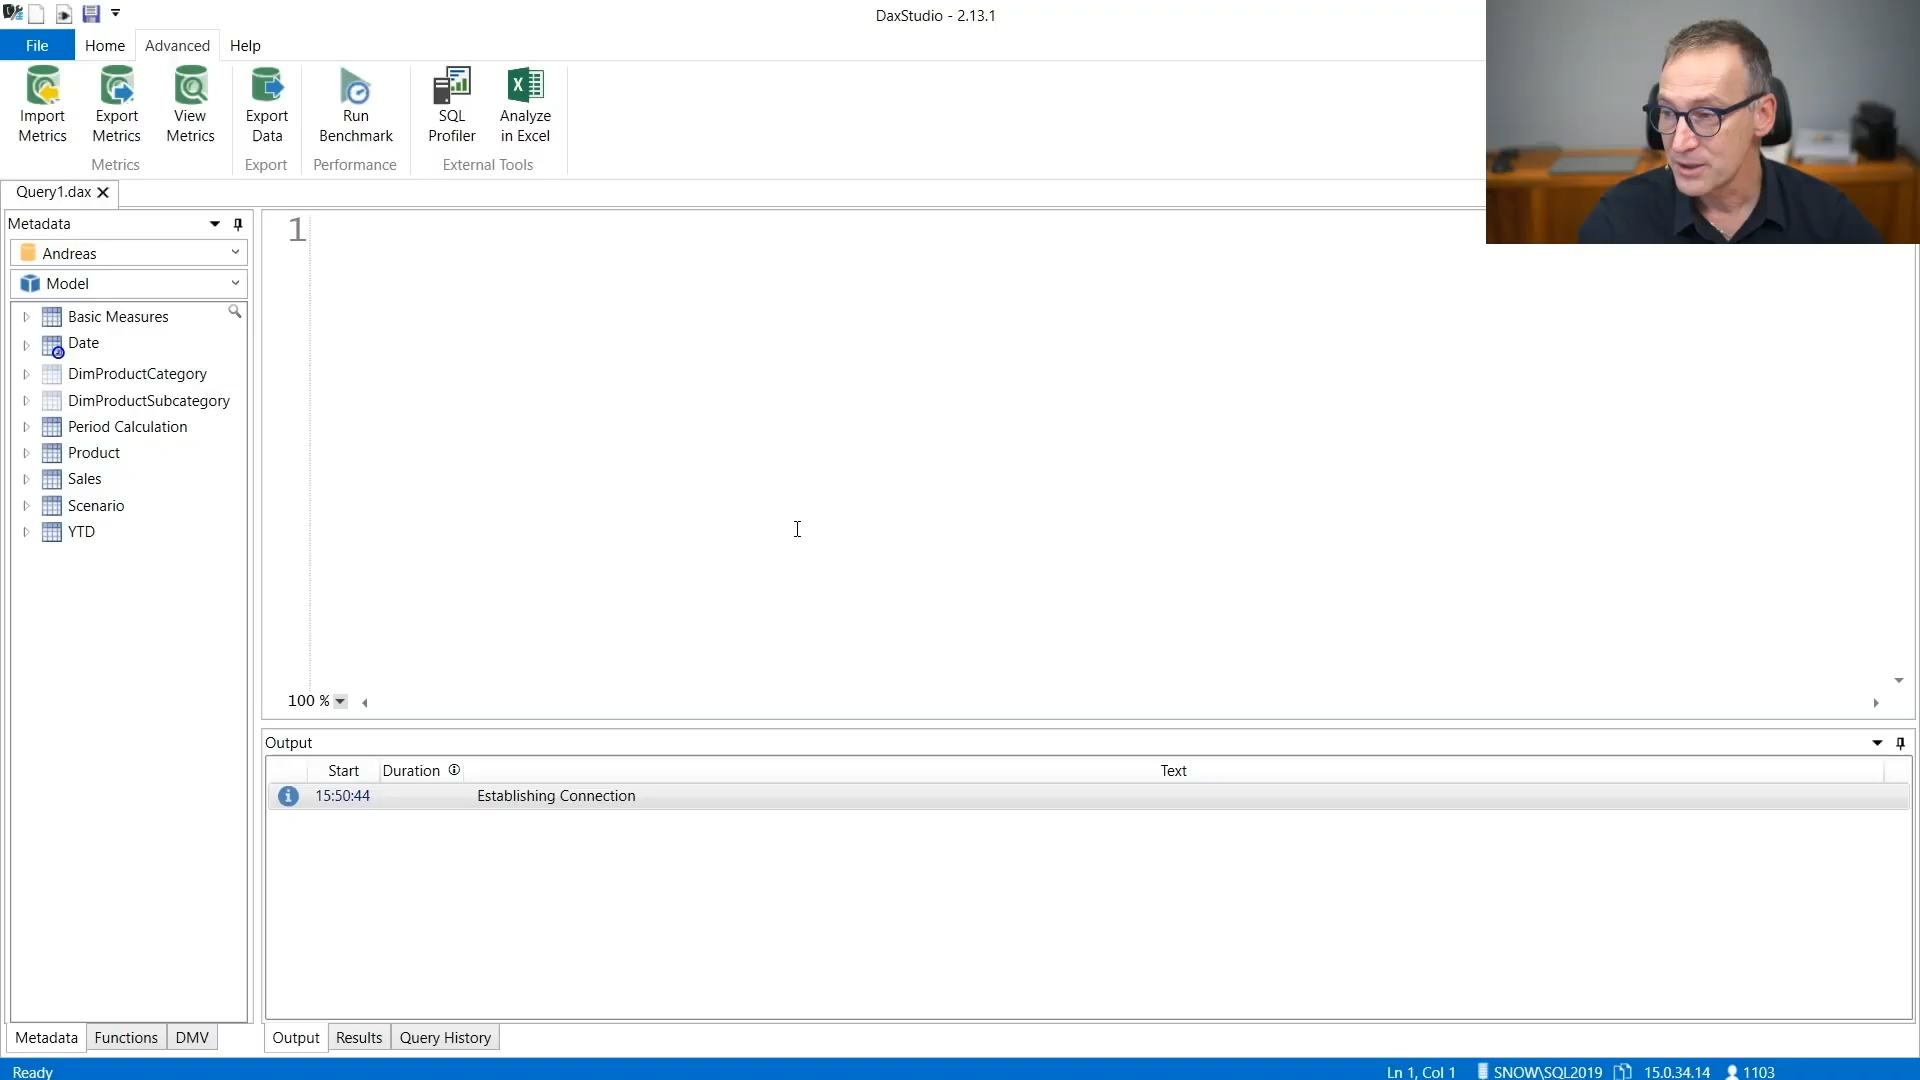 DaxStudio - 2.13.1
File
Home
Advanced
Help
Import
Metrics
Export
Metrics
View
Metrics
Metrics
Export
Data
Export
Run
Benchmark
Performance
SQL
Profiler
Analyze
in Excel
External Tools
Query1.dax
Metadata
Andreas
Model
Basic Measures
Date
DimProductCategory
DimProductSubcategory
Period Calculation
Product
Sales
Scenario
YTD
1
100 %
Output
Start Duration Text
15:50:44 Establishing Connection
Metadata
Functions
DMV
Output
Results
Query History
Ready
Ln 1, Col 1
SNOW\SQL2019
15.0.34.14
1103